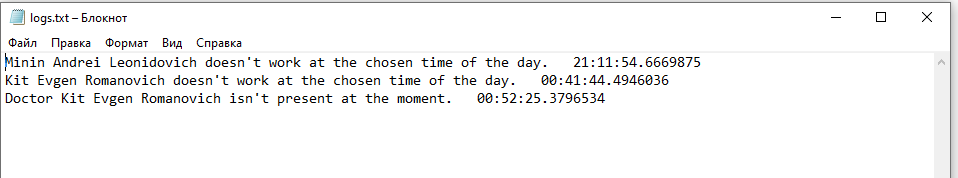 logs.txt – Блокнот
Файл Правка Формат Вид Справка
Minin Andrei Leonidovich doesn't work at the chosen time of the day.   21:11:54.6669875
Kit Evgen Romanovich doesn't work at the chosen time of the day.   00:41:44.4946036
Doctor Kit Evgen Romanovich isn't present at the moment.   00:52:25.3796534